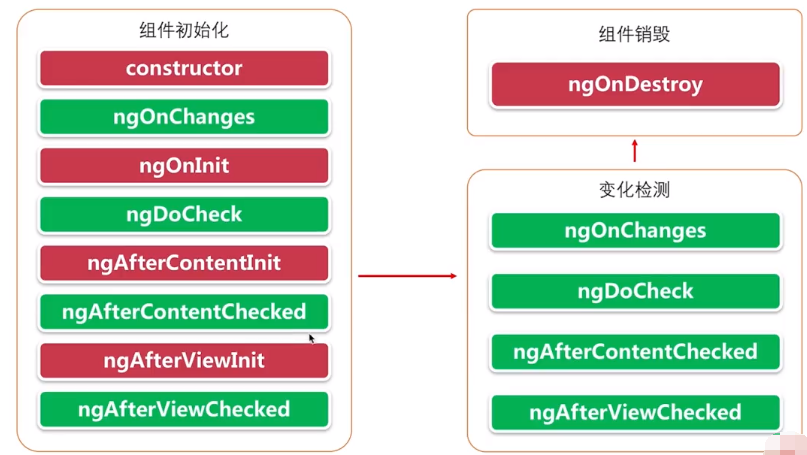 组件初始化
constructor
ngOnChanges
ngOnInit
ngDoCheck
ngAfterContentInit
ngAfterContentChecked
ngAfterViewInit
ngAfterViewChecked
组件销毁
ngOnDestroy
变化检测
ngOnChanges
ngDoCheck
ngAfterContentChecked
ngAfterViewChecked